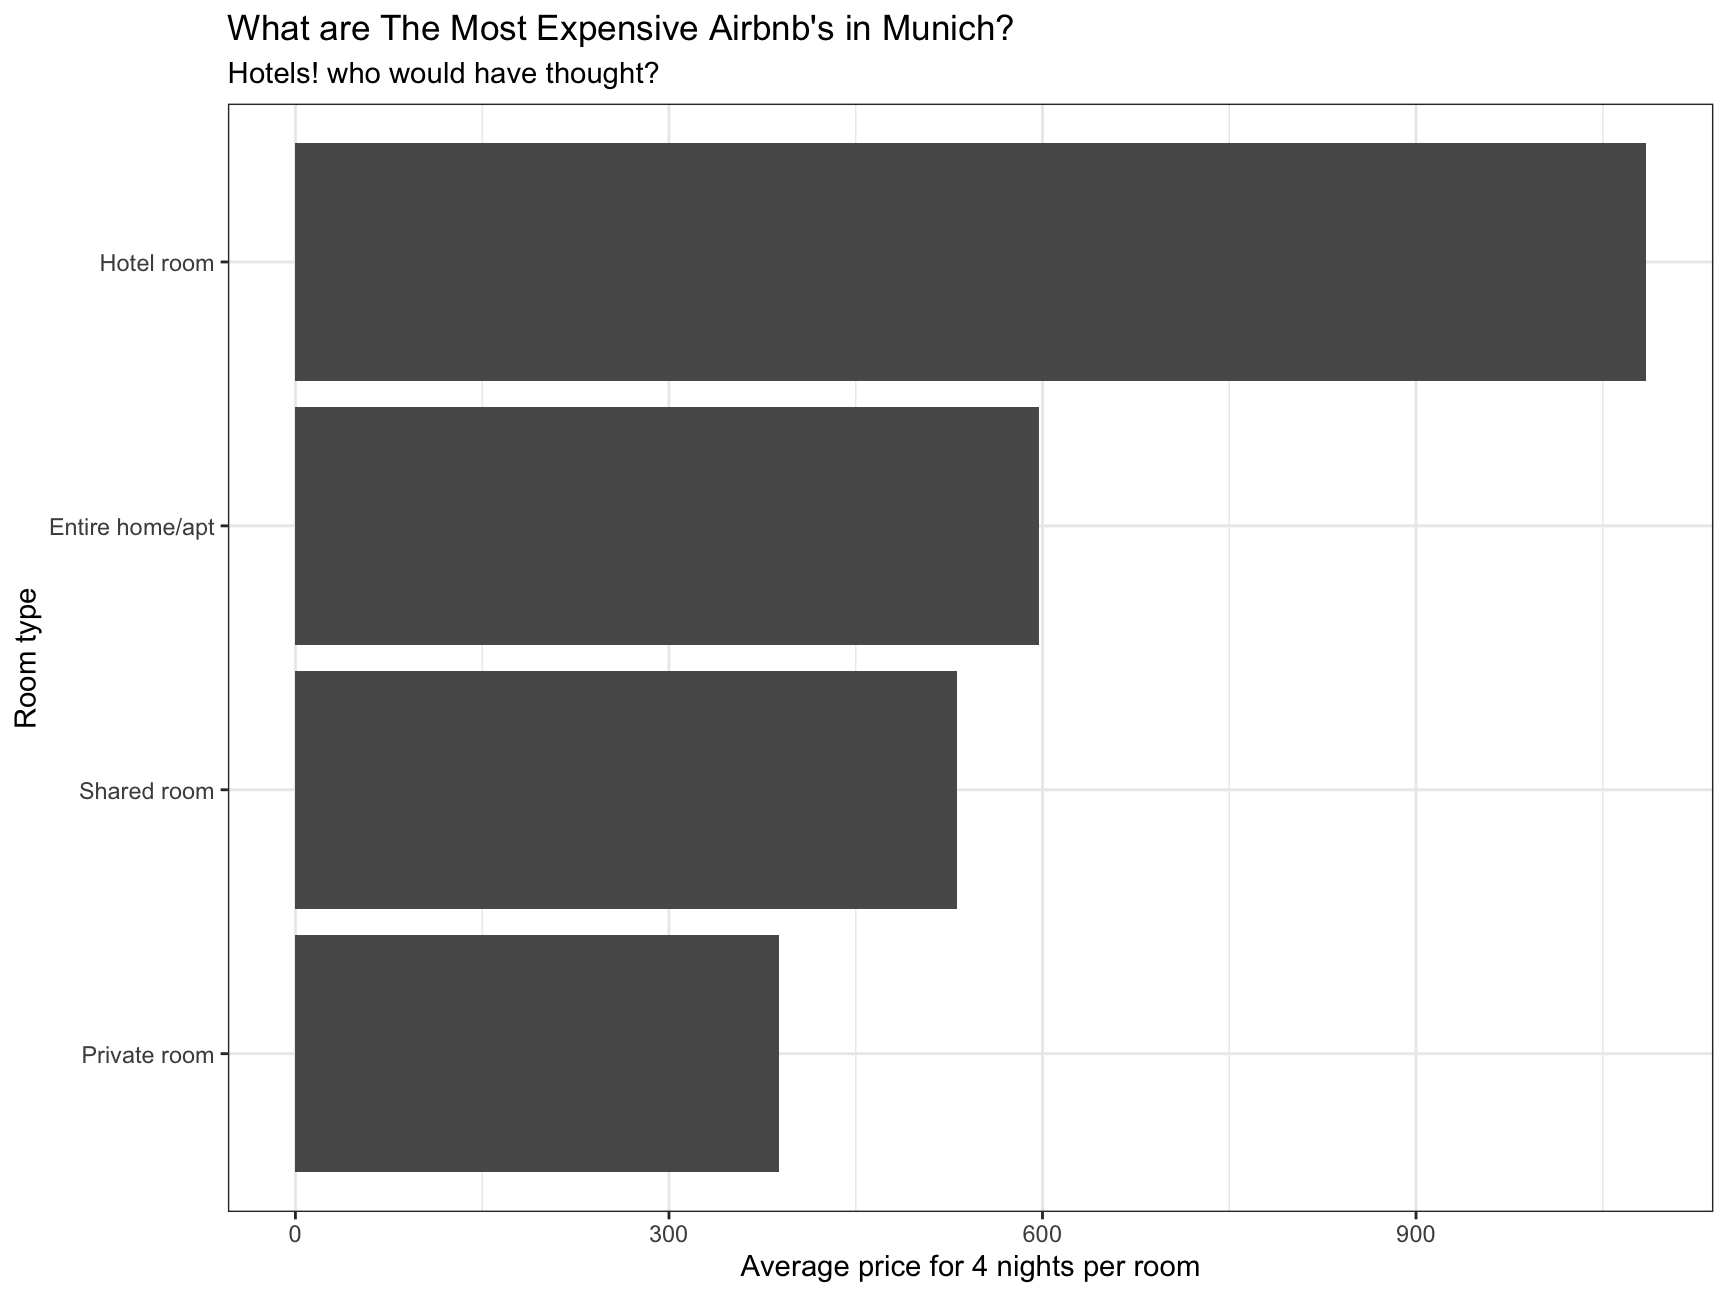 What are The Most Expensive Airbnb's in Munich?
Hotels! who would have thought?
Hotel room
Entire home/apt
Shared room
Private room
Room type
0 300 600 900
Average price for 4 nights per room